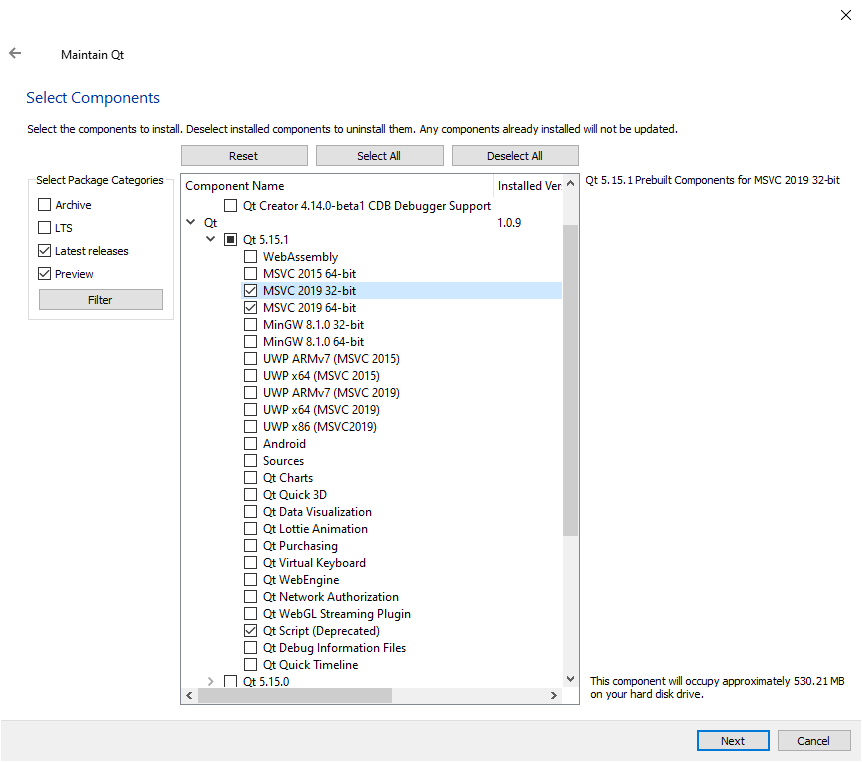 Maintain Qt
Select Components
Select the components to install. Deselect installed components to uninstall them. Any components already installed will not be updated.
Reset Select All Deselect All
Select Package Categories
Archive
LTS
Latest releases
Preview
Filter
Component Name Installed Ver
Qt Creator 4.14.0-beta1 CDB Debugger Support
Qt 1.0.9
Qt 5.15.1
WebAssembly
MSVC 2015 64-bit
MSVC 2019 32-bit
MSVC 2019 64-bit
MinGW 8.1.0 32-bit
MinGW 8.1.0 64-bit
UWP ARMv7 (MSVC 2015)
UWP x64 (MSVC 2015)
UWP ARMv7 (MSVC 2019)
UWP x64 (MSVC 2019)
UWP x86 (MSVC2019)
Android
Sources
Qt Charts
Qt Quick 3D
Qt Data Visualization
Qt Lottie Animation
Qt Purchasing
Qt Virtual Keyboard
Qt WebEngine
Qt Network Authorization
Qt WebGL Streaming Plugin
Qt Script (Deprecated)
Qt Debug Information Files
Qt Quick Timeline
Qt 5.15.0
Qt 5.15.1 Prebuilt Components for MSVC 2019 32-bit
This component will occupy approximately 530.21 MB
on your hard disk drive.
Next Cancel